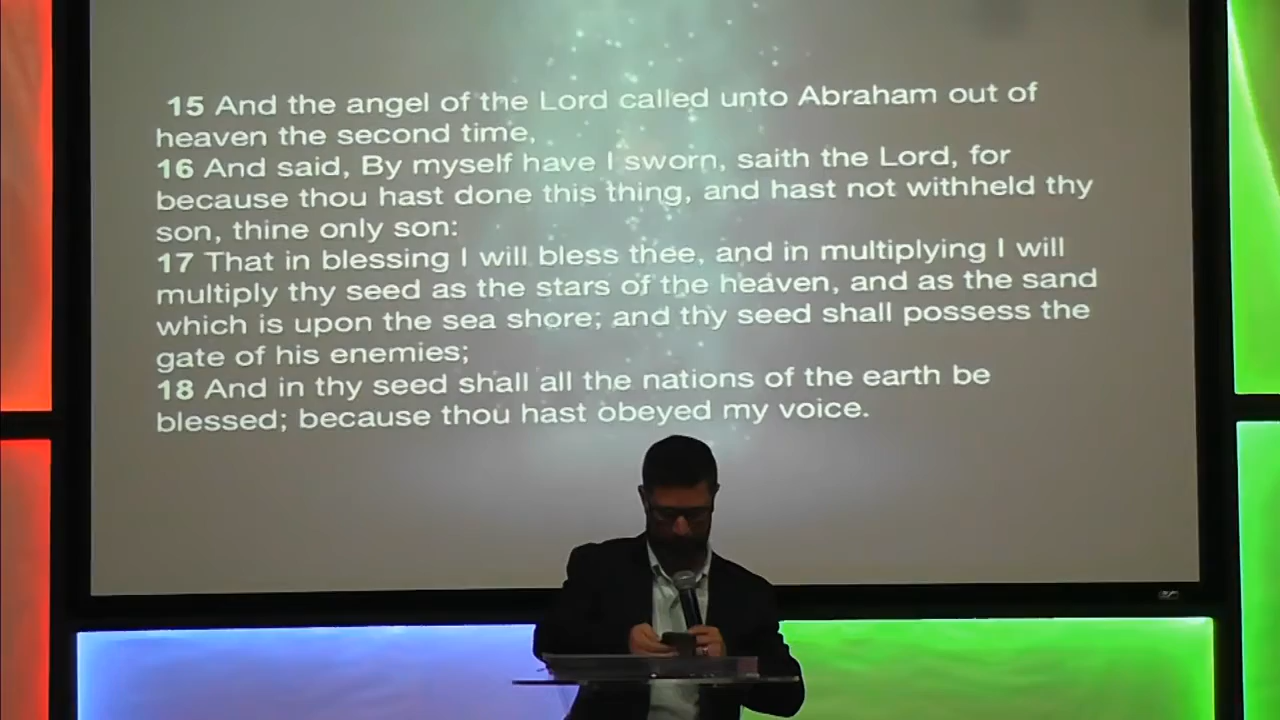 15 And the angel of the Lord called unto Abraham out of
heaven the second time,
16 And said, By myself have I sworn, saith the Lord, for
because thou hast done this thing, and hast not withheld thy
son, thine only son:
17 That in blessing I will bless thee, and in multiplying I will
multiply thy seed as the stars of the heaven, and as the sand
which is upon the sea shore; and thy seed shall possess the
gate of his enemies;
18 And in thy seed shall all the nations of the earth be
blessed; because thou hast obeyed my voice.